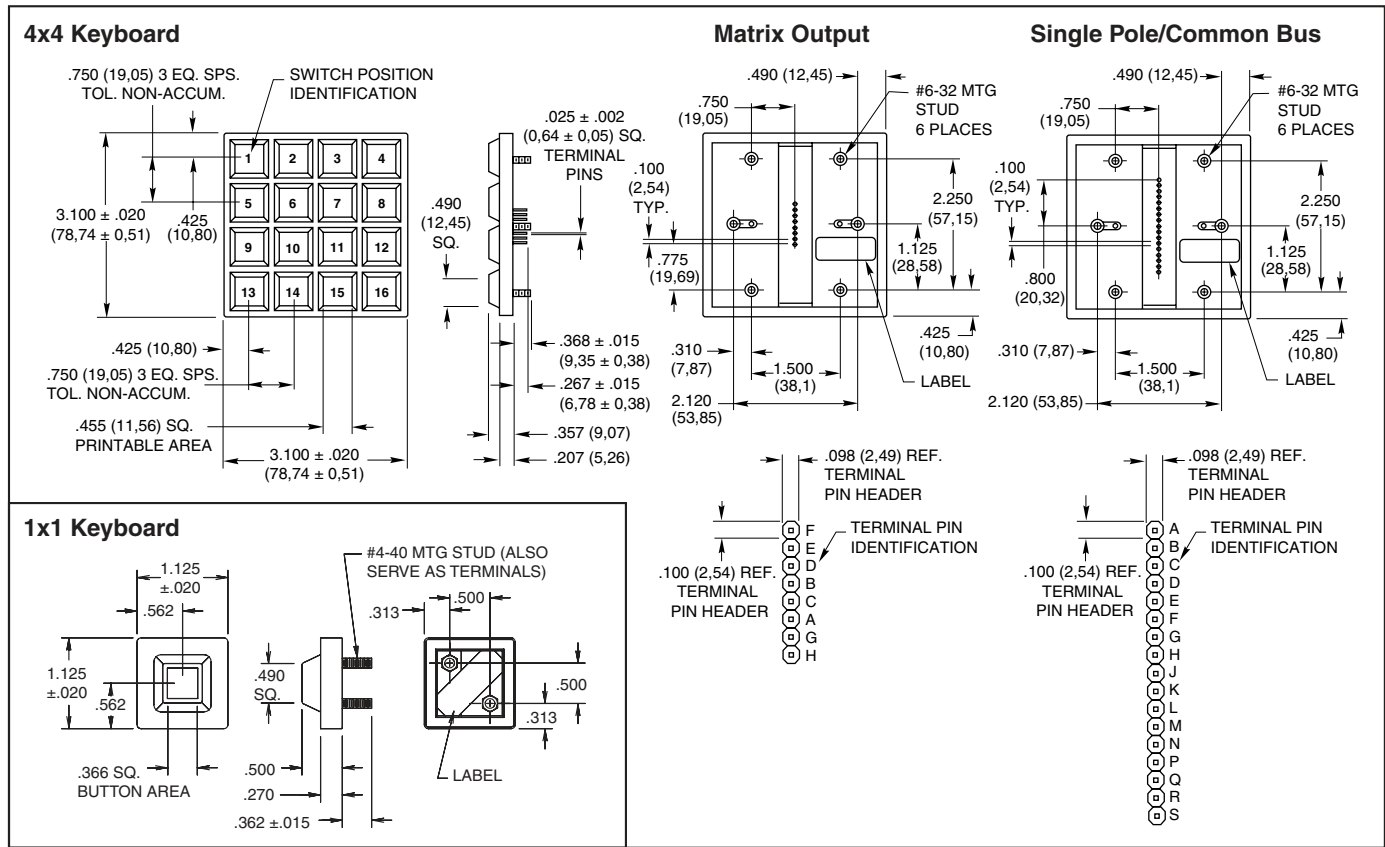 4x4 Keyboard
.750 (19,05) 3 EQ. SPS.
TOL. NON-ACCUM.
SWITCH POSITION
IDENTIFICATION
1 2 3 4
5 6 7 8
9 10 11 12
13 14 15 16
3.100 ± .020
(78,74 ± 0,51)
.425
(10,80)
.425 (10,80)
.750 (19,05) 3 EQ. SPS.
TOL. NON-ACCUM.
.455 (11,56) SQ.
PRINTABLE AREA
3.100 ± .020
(78,74 ± 0,51)
.025 ± .002
(0,64 ± 0,05) SQ.
TERMINAL
PINS
.490
(12,45)
SQ.
.368 ± .015
(9,35 ± 0,38)
.267 ± .015
(6,78 ± 0,38)
.357 (9,07)
.207 (5,26)
Matrix Output
.490 (12,45)
.750
(19,05)
#6-32 MTG
STUD
6 PLACES
.100
(2,54)
TYP.
.775
(19,69)
2.250
(57,15)
1.125
(28,58)
.425
(10,80)
.310
(7,87)
1.500
(38,1)
LABEL
2.120
(53,85)
.098 (2,49) REF.
TERMINAL
PIN HEADER
TERMINAL PIN
IDENTIFICATION
.100 (2,54) REF.
TERMINAL
PIN HEADER
F
E
D
B
C
A
G
H
Single Pole/Common Bus
.490 (12,45)
.750
(19,05)
#6-32 MTG
STUD
6 PLACES
.100
(2,54)
TYP.
.800
(20,32)
2.250
(57,15)
1.125
(28,58)
.425
(10,80)
.310 (7,87)
1.500
(38,1)
LABEL
2.120 (53,85)
.098 (2,49) REF.
TERMINAL
PIN HEADER
TERMINAL PIN
IDENTIFICATION
.100 (2,54) REF.
TERMINAL
PIN HEADER
A
B
C
D
E
F
G
H
J
K
L
M
N
P
Q
R
S
1x1 Keyboard
1.125
±.020
.562
1.125
±.020
.562
.366 SQ.
BUTTON AREA
#4-40 MTG STUD (ALSO
SERVE AS TERMINALS)
.490
SQ.
.500
.270
.362 ±.015
.313
.500
.500
.313
LABEL